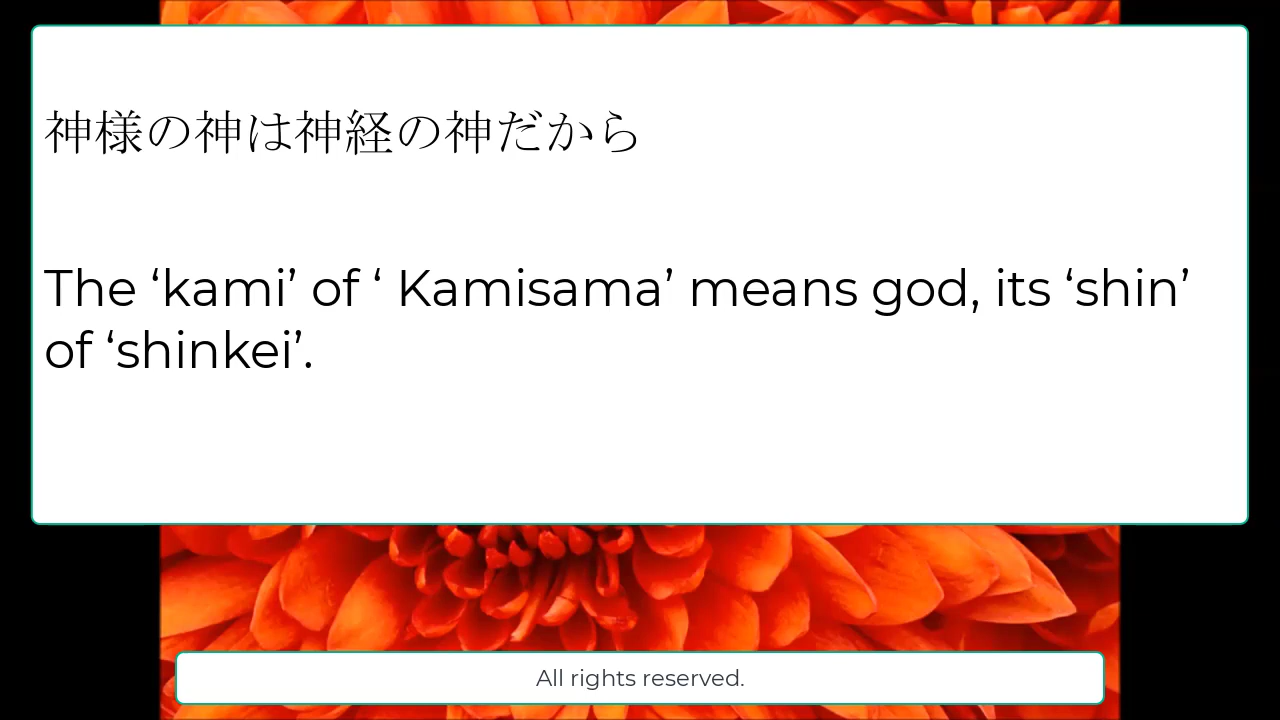 神様の神は神経の神だから
The ‘kami’ of ‘ Kamisama’ means god, its ‘shin’
of ‘shinkei’.
All rights reserved.